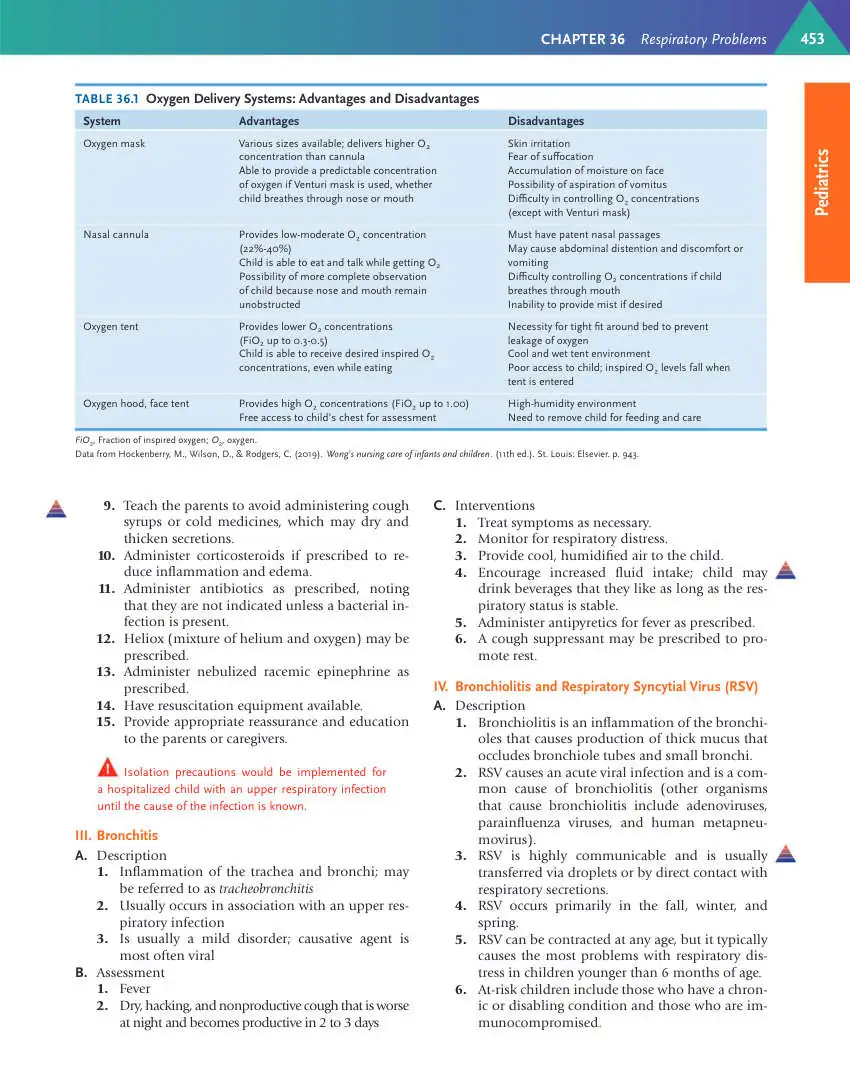 CHAPTER 36 Respiratory Problems 453
Pediatrics
TABLE 36.1 Oxygen Delivery Systems: Advantages and Disadvantages
System Advantages Disadvantages
Oxygen mask Various sizes available; delivers higher O₂ Skin irritation
concentration than cannula Fear of suffocation
Able to provide a predictable concentration Accumulation of moisture on face
of oxygen if Venturi mask is used, whether Possibility of aspiration of vomitus
child breathes through nose or mouth Difficulty in controlling O₂ concentrations
(except with Venturi mask)
Nasal cannula Provides low-moderate O₂ concentration Must have patent nasal passages
(22%-40%) May cause abdominal distention and discomfort or
Child is able to eat and talk while getting O₂ vomiting
Possibility of more complete observation Difficulty controlling O₂ concentrations if child
of child because nose and mouth remain breathes through mouth
unobstructed Inability to provide mist if desired
Oxygen tent Provides lower O₂ concentrations Necessity for tight fit around bed to prevent
(FiO₂ up to 0.3-0.5) leakage of oxygen
Child is able to receive desired inspired O₂ Cool and wet tent environment
concentrations, even while eating Poor access to child; inspired O₂ levels fall when
tent is entered
Oxygen hood, face tent Provides high O₂ concentrations (FiO₂ up to 1.00) High-humidity environment
Free access to child's chest for assessment Need to remove child for feeding and care
FiO₂, Fraction of inspired oxygen; O₂, oxygen.
Data from Hockenberry, M., Wilson, D., & Rodgers, C. (2019). Wong's nursing care of infants and children. (11th ed.). St. Louis: Elsevier. p. 943.
9. Teach the parents to avoid administering cough
syrups or cold medicines, which may dry and
thicken secretions.
10. Administer corticosteroids if prescribed to re-
duce inflammation and edema.
11. Administer antibiotics as prescribed, noting
that they are not indicated unless a bacterial in-
fection is present.
12. Heliox (mixture of helium and oxygen) may be
prescribed.
13. Administer nebulized racemic epinephrine as
prescribed.
14. Have resuscitation equipment available.
15. Provide appropriate reassurance and education
to the parents or caregivers.
Isolation precautions would be implemented for
a hospitalized child with an upper respiratory infection
until the cause of the infection is known.
III. Bronchitis
A. Description
1. Inflammation of the trachea and bronchi; may
be referred to as tracheobronchitis
2. Usually occurs in association with an upper res-
piratory infection
3. Is usually a mild disorder; causative agent is
most often viral
B. Assessment
1. Fever
2. Dry, hacking, and nonproductive cough that is worse
at night and becomes productive in 2 to 3 days
C. Interventions
1. Treat symptoms as necessary.
2. Monitor for respiratory distress.
3. Provide cool, humidified air to the child.
4. Encourage increased fluid intake; child may
drink beverages that they like as long as the res-
piratory status is stable.
5. Administer antipyretics for fever as prescribed.
6. A cough suppressant may be prescribed to pro-
mote rest.
IV. Bronchiolitis and Respiratory Syncytial Virus (RSV)
A. Description
1. Bronchiolitis is an inflammation of the bronchi-
oles that causes production of thick mucus that
occludes bronchiole tubes and small bronchi.
2. RSV causes an acute viral infection and is a com-
mon cause of bronchiolitis (other organisms
that cause bronchiolitis include adenoviruses,
parainfluenza viruses, and human metapneu-
movirus).
3. RSV is highly communicable and is usually
transferred via droplets or by direct contact with
respiratory secretions.
4. RSV occurs primarily in the fall, winter, and
spring.
5. RSV can be contracted at any age, but it typically
causes the most problems with respiratory dis-
tress in children younger than 6 months of age.
6. At-risk children include those who have a chron-
ic or disabling condition and those who are im-
munocompromised.